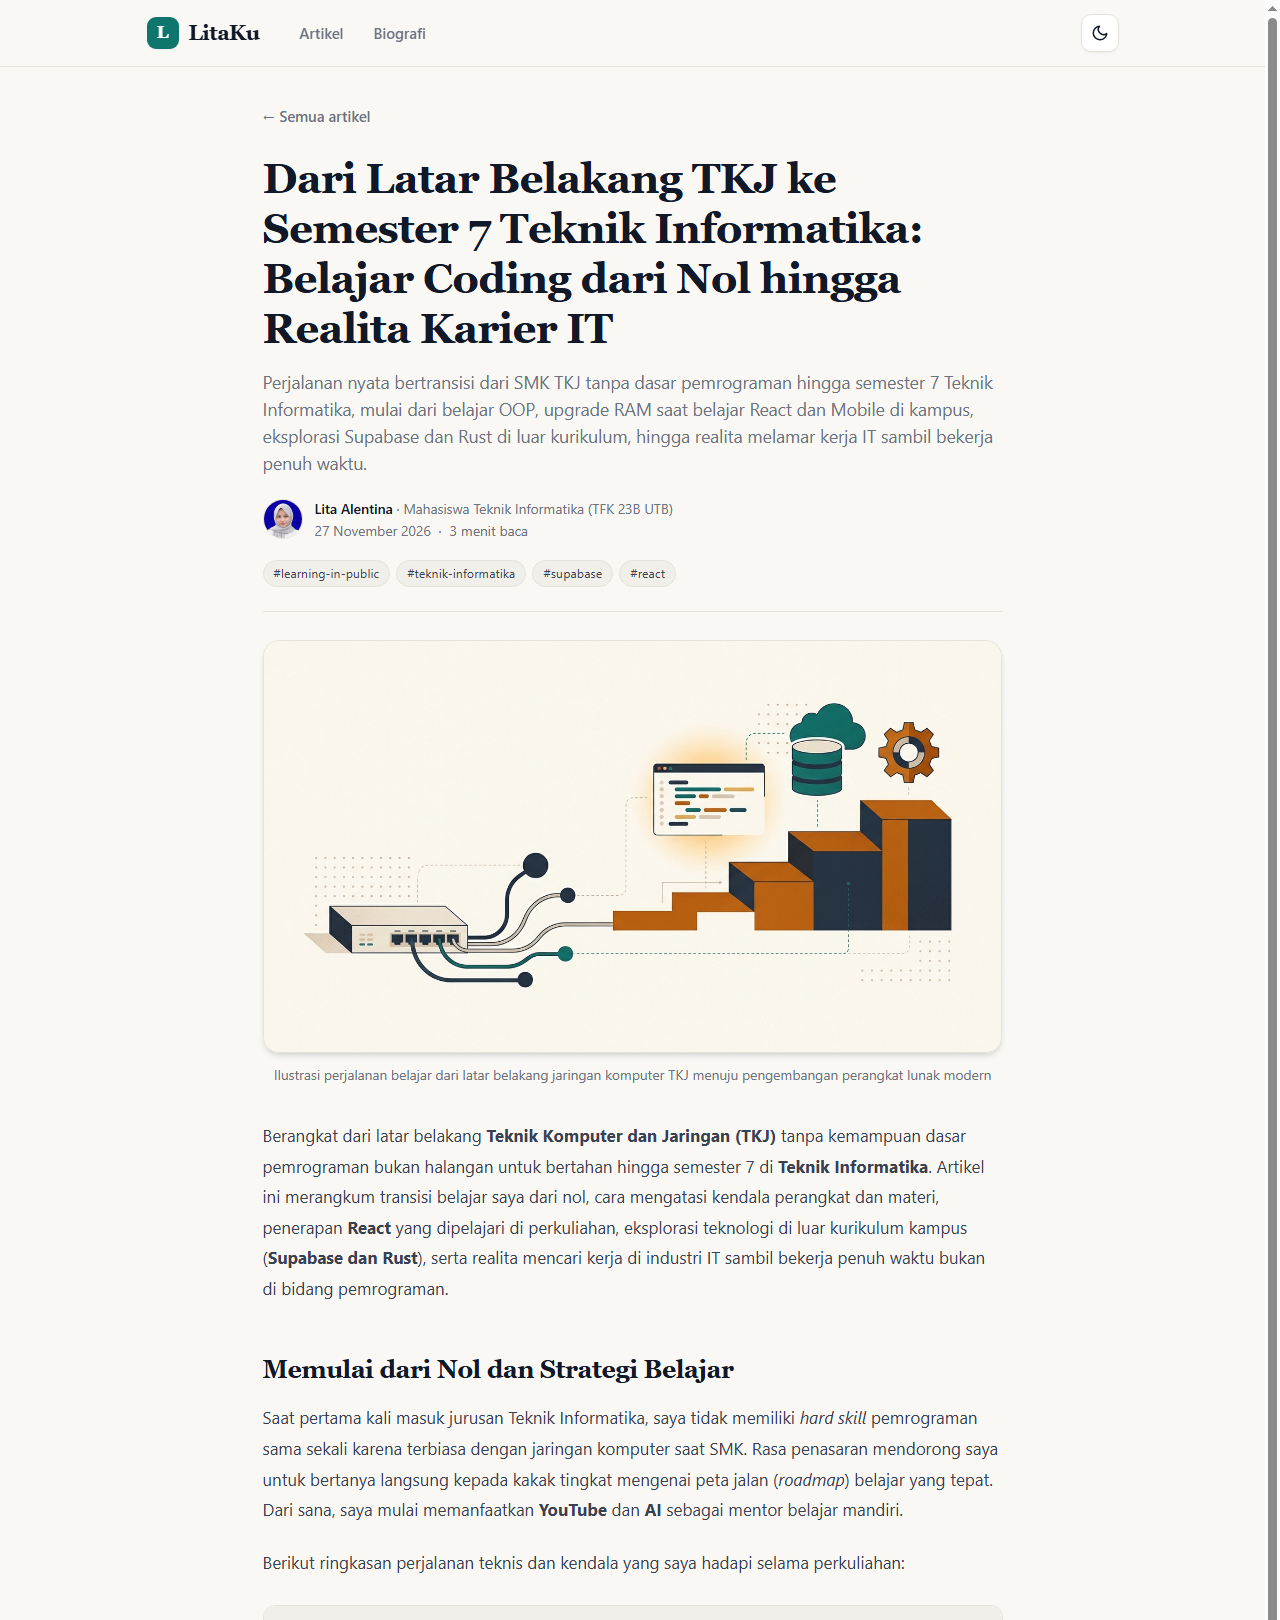 L LitaKu Artikel Biografi
← Semua artikel
Dari Latar Belakang TKJ ke
Semester 7 Teknik Informatika:
Belajar Coding dari Nol hingga
Realita Karier IT
Perjalanan nyata bertransisi dari SMK TKJ tanpa dasar pemrograman hingga semester 7 Teknik
Informatika, mulai dari belajar OOP, upgrade RAM saat belajar React dan Mobile di kampus,
eksplorasi Supabase dan Rust di luar kurikulum, hingga realita melamar kerja IT sambil bekerja
penuh waktu.
Lita Alentina · Mahasiswa Teknik Informatika (TFK 23B UTB)
27 November 2026 · 3 menit baca
#learning-in-public #teknik-informatika #supabase #react
Ilustrasi perjalanan belajar dari latar belakang jaringan komputer TKJ menuju pengembangan perangkat lunak modern
Berangkat dari latar belakang Teknik Komputer dan Jaringan (TKJ) tanpa kemampuan dasar
pemrograman bukan halangan untuk bertahan hingga semester 7 di Teknik Informatika. Artikel
ini merangkum transisi belajar saya dari nol, cara mengatasi kendala perangkat dan materi,
penerapan React yang dipelajari di perkuliahan, eksplorasi teknologi di luar kurikulum kampus
(Supabase dan Rust), serta realita mencari kerja di industri IT sambil bekerja penuh waktu bukan
di bidang pemrograman.
Memulai dari Nol dan Strategi Belajar
Saat pertama kali masuk jurusan Teknik Informatika, saya tidak memiliki hard skill pemrograman
sama sekali karena terbiasa dengan jaringan komputer saat SMK. Rasa penasaran mendorong saya
untuk bertanya langsung kepada kakak tingkat mengenai peta jalan (roadmap) belajar yang tepat.
Dari sana, saya mulai memanfaatkan YouTube dan AI sebagai mentor belajar mandiri.
Berikut ringkasan perjalanan teknis dan kendala yang saya hadapi selama perkuliahan: